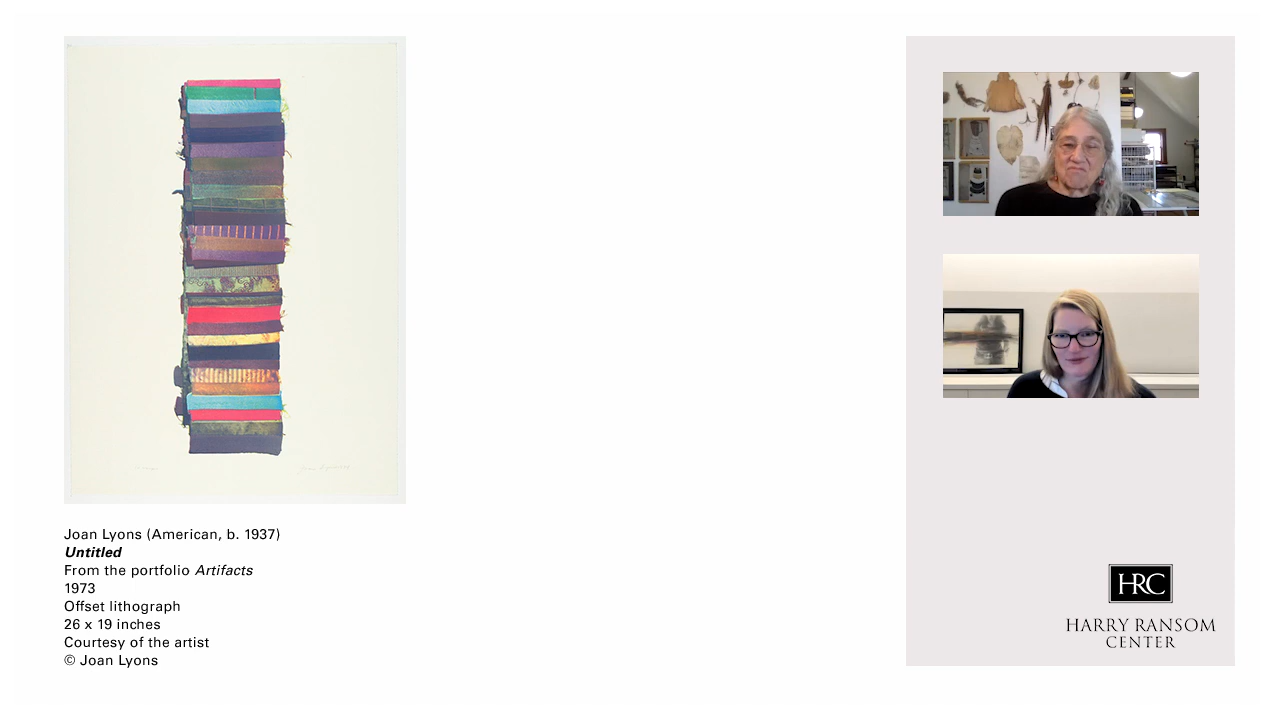 Joan Lyons (American, b. 1937)
Untitled
From the portfolio Artifacts
1973
Offset lithograph
26 x 19 inches
Courtesy of the artist
© Joan Lyons
HRC
HARRY RANSOM
CENTER